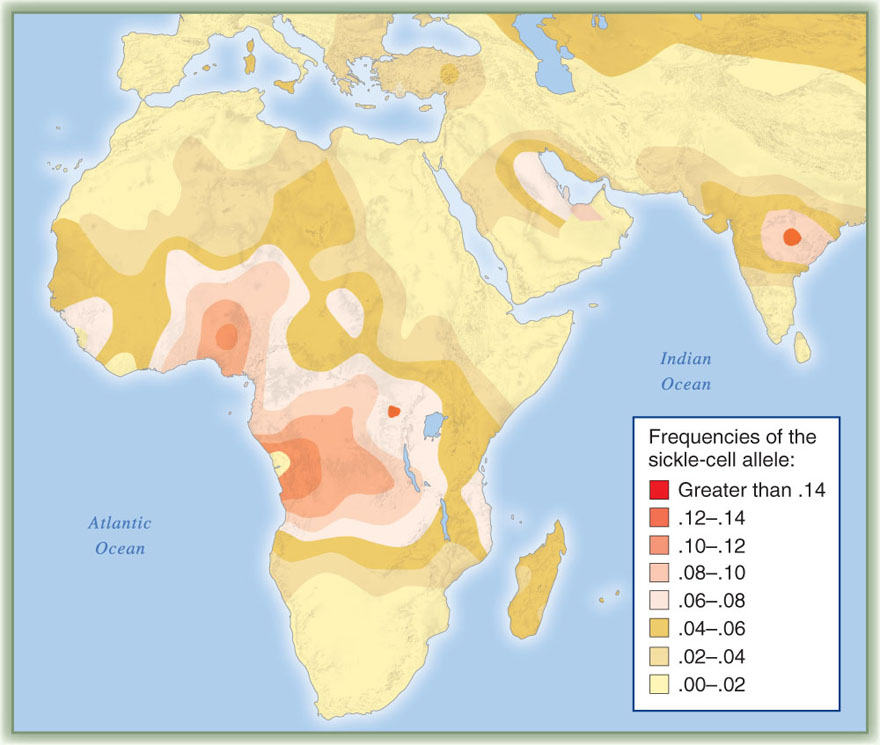 Indian
Ocean
Atlantic
Ocean
Frequencies of the
sickle-cell allele:
Greater than .14
.12–.14
.10–.12
.08–.10
.06–.08
.04–.06
.02–.04
.00–.02